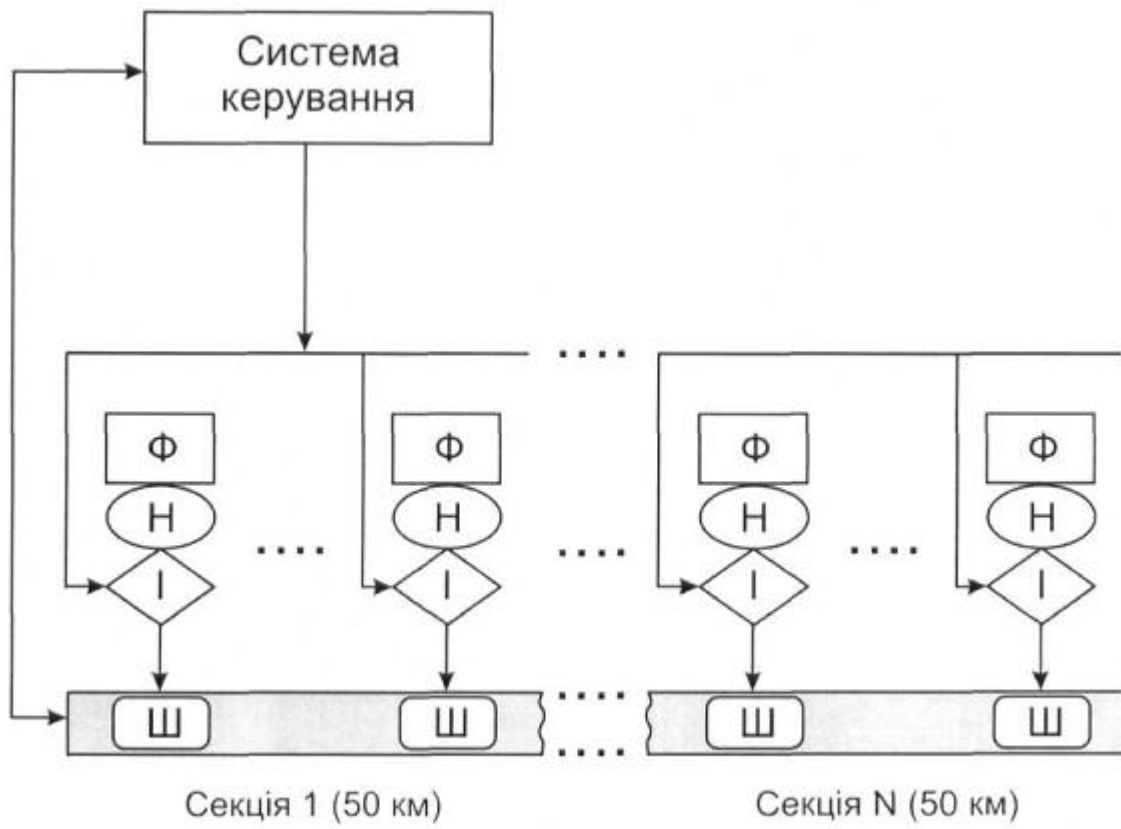 Система
керування
Ф Ф Ф Ф
Н Н Н Н
І І І І
Ш Ш Ш Ш
Секція 1 (50 км) Секція N (50 км)